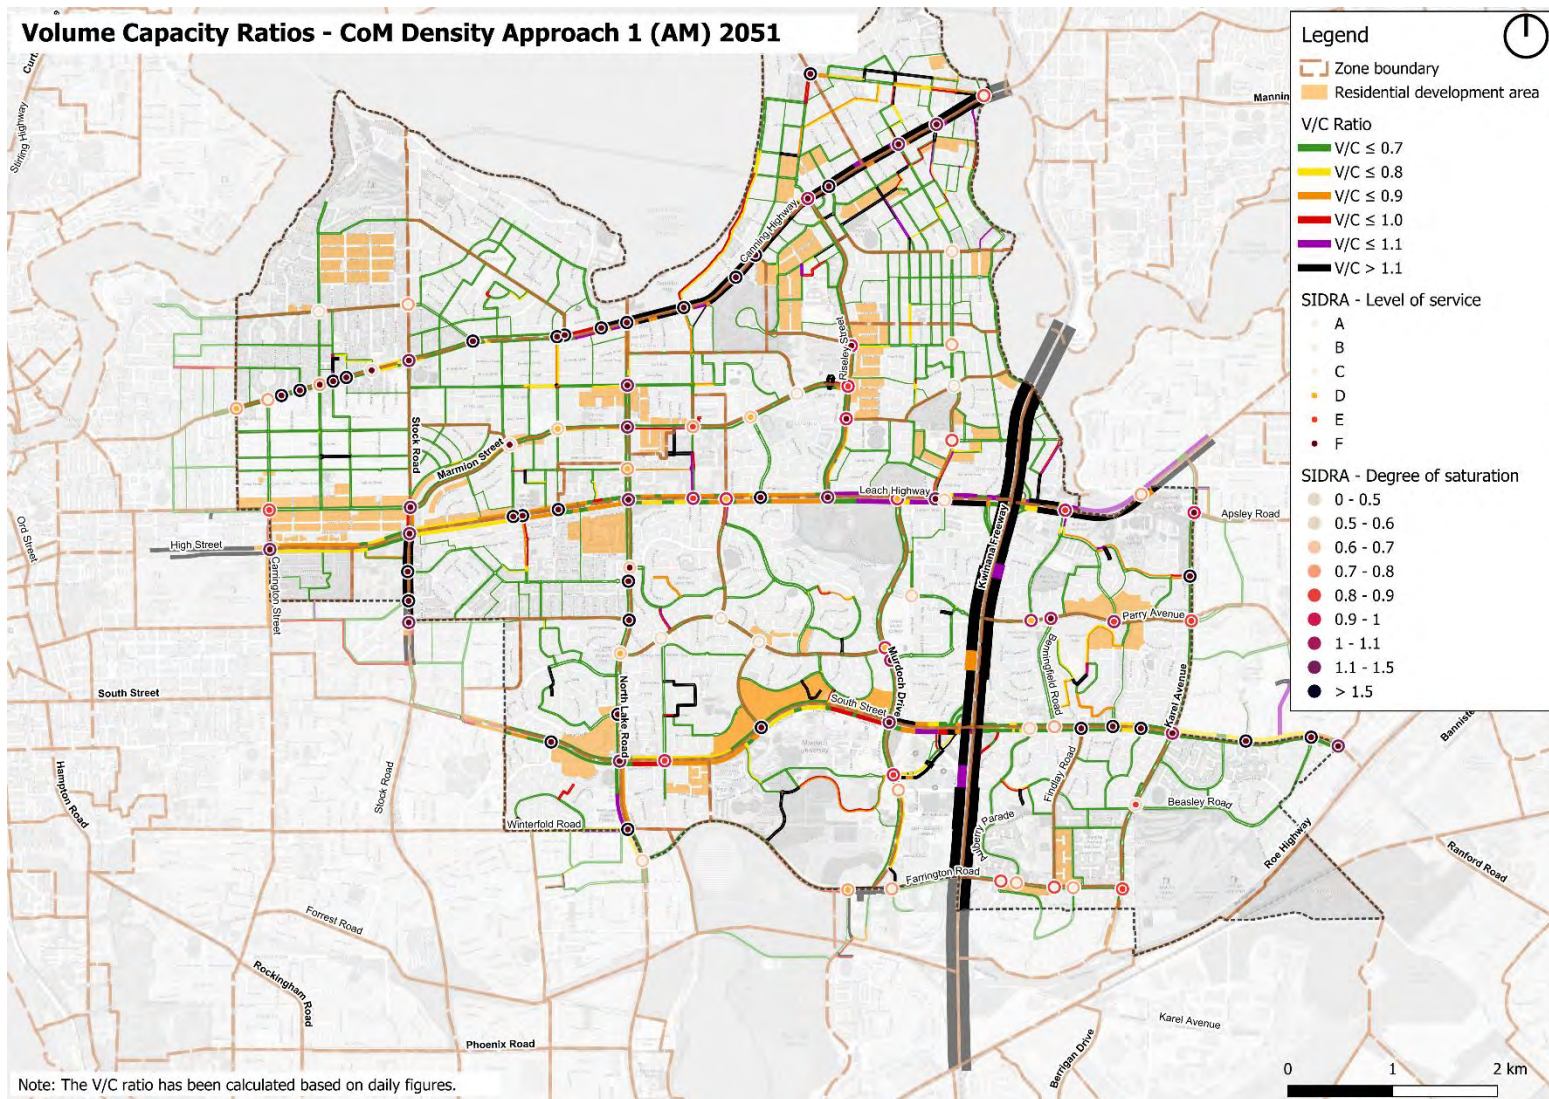 Volume Capacity Ratios - CoM Density Approach 1 (AM) 2051
Legend
Zone boundary
Residential development area
V/C Ratio
V/C ≤ 0.7
V/C ≤ 0.8
V/C ≤ 0.9
V/C ≤ 1.0
V/C ≤ 1.1
V/C > 1.1
SIDRA - Level of service
A
B
C
D
E
F
SIDRA - Degree of saturation
0 - 0.5
0.5 - 0.6
0.6 - 0.7
0.7 - 0.8
0.8 - 0.9
0.9 - 1
1 - 1.1
1.1 - 1.5
> 1.5
Stirling Highway
Canning Highway
Riseley Street
Stock Road
Marmion Street
Leach Highway
Kwinana Freeway
Apsley Road
Ord Street
High Street
Carrington Street
Parry Avenue
Benningfield Road
Murdoch Drive
Karel Avenue
South Street
North Lake Road
South Street
Findlay Road
Beasley Road
Hampton Road
Stock Road
Winterfold Road
Parade
Farrington Road
Roe Highway
Ranford Road
Forrest Road
Rockingham Road
Phoenix Road
Karel Avenue
Berrigan Drive
0 1 2 km
Note: The V/C ratio has been calculated based on daily figures.